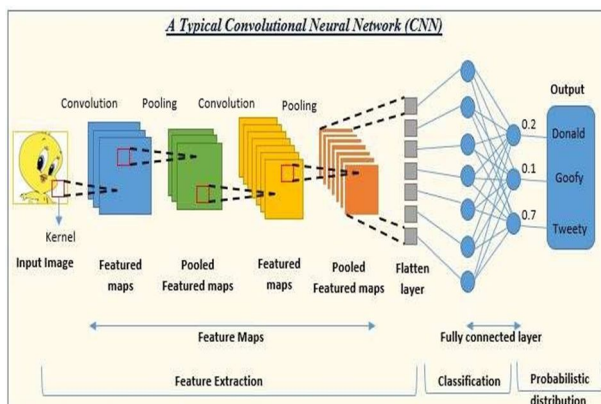 A Typical Convolutional Neural Network (CNN)
Convolution
Pooling
Convolution
Pooling
Output
0.2
Donald
0.1
Goofy
0.7
Tweety
Kernel
Input Image
Featured
maps
Pooled
Featured maps
Featured
maps
Pooled
Featured maps
Flatten
layer
Feature Maps
Fully connected layer
Feature Extraction
Classification
Probabilistic
distribution